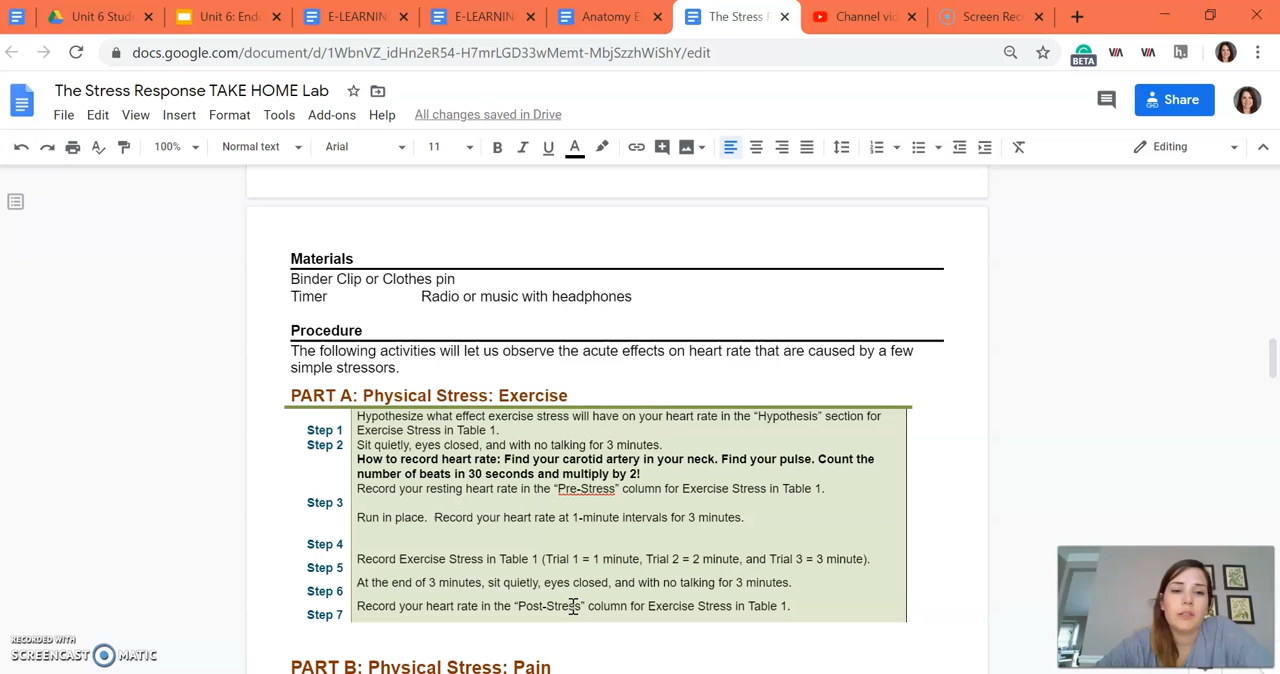 Unit 6 Stud
Unit 6: End
E-LEARNIN
E-LEARNIN
Anatomy E
The Stress
Channel vi
Screen Rec
docs.google.com/document/d/1WbnVZ_idHn2eR54-H7mrLGD33wMemt-MbjSzzhWiShY/edit
BETA
The Stress Response TAKE HOME Lab
Share
File Edit View Insert Format Tools Add-ons Help All changes saved in Drive
100% Normal text Arial 11 B I U A Editing
Materials
Binder Clip or Clothes pin
Timer Radio or music with headphones
Procedure
The following activities will let us observe the acute effects on heart rate that are caused by a few
simple stressors.
PART A: Physical Stress: Exercise
Hypothesize what effect exercise stress will have on your heart rate in the “Hypothesis” section for
Step 1 Exercise Stress in Table 1.
Step 2 Sit quietly, eyes closed, and with no talking for 3 minutes.
How to record heart rate: Find your carotid artery in your neck. Find your pulse. Count the
number of beats in 30 seconds and multiply by 2!
Record your resting heart rate in the “Pre-Stress” column for Exercise Stress in Table 1.
Step 3
Run in place. Record your heart rate at 1-minute intervals for 3 minutes.
Step 4
Record Exercise Stress in Table 1 (Trial 1 = 1 minute, Trial 2 = 2 minute, and Trial 3 = 3 minute).
Step 5
At the end of 3 minutes, sit quietly, eyes closed, and with no talking for 3 minutes.
Step 6
Record your heart rate in the “Post-Stress” column for Exercise Stress in Table 1.
Step 7
RECORDED WITH
SCREENCAST MATIC
PART B: Physical Stress: Pain